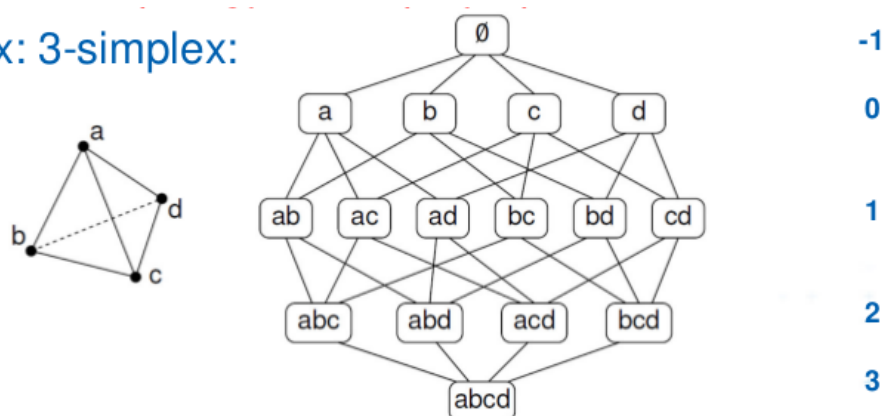 x: 3-simplex:
∅ -1
a b c d 0
a
d
b
c
ab ac ad bc bd cd 1
abc abd acd bcd 2
abcd 3